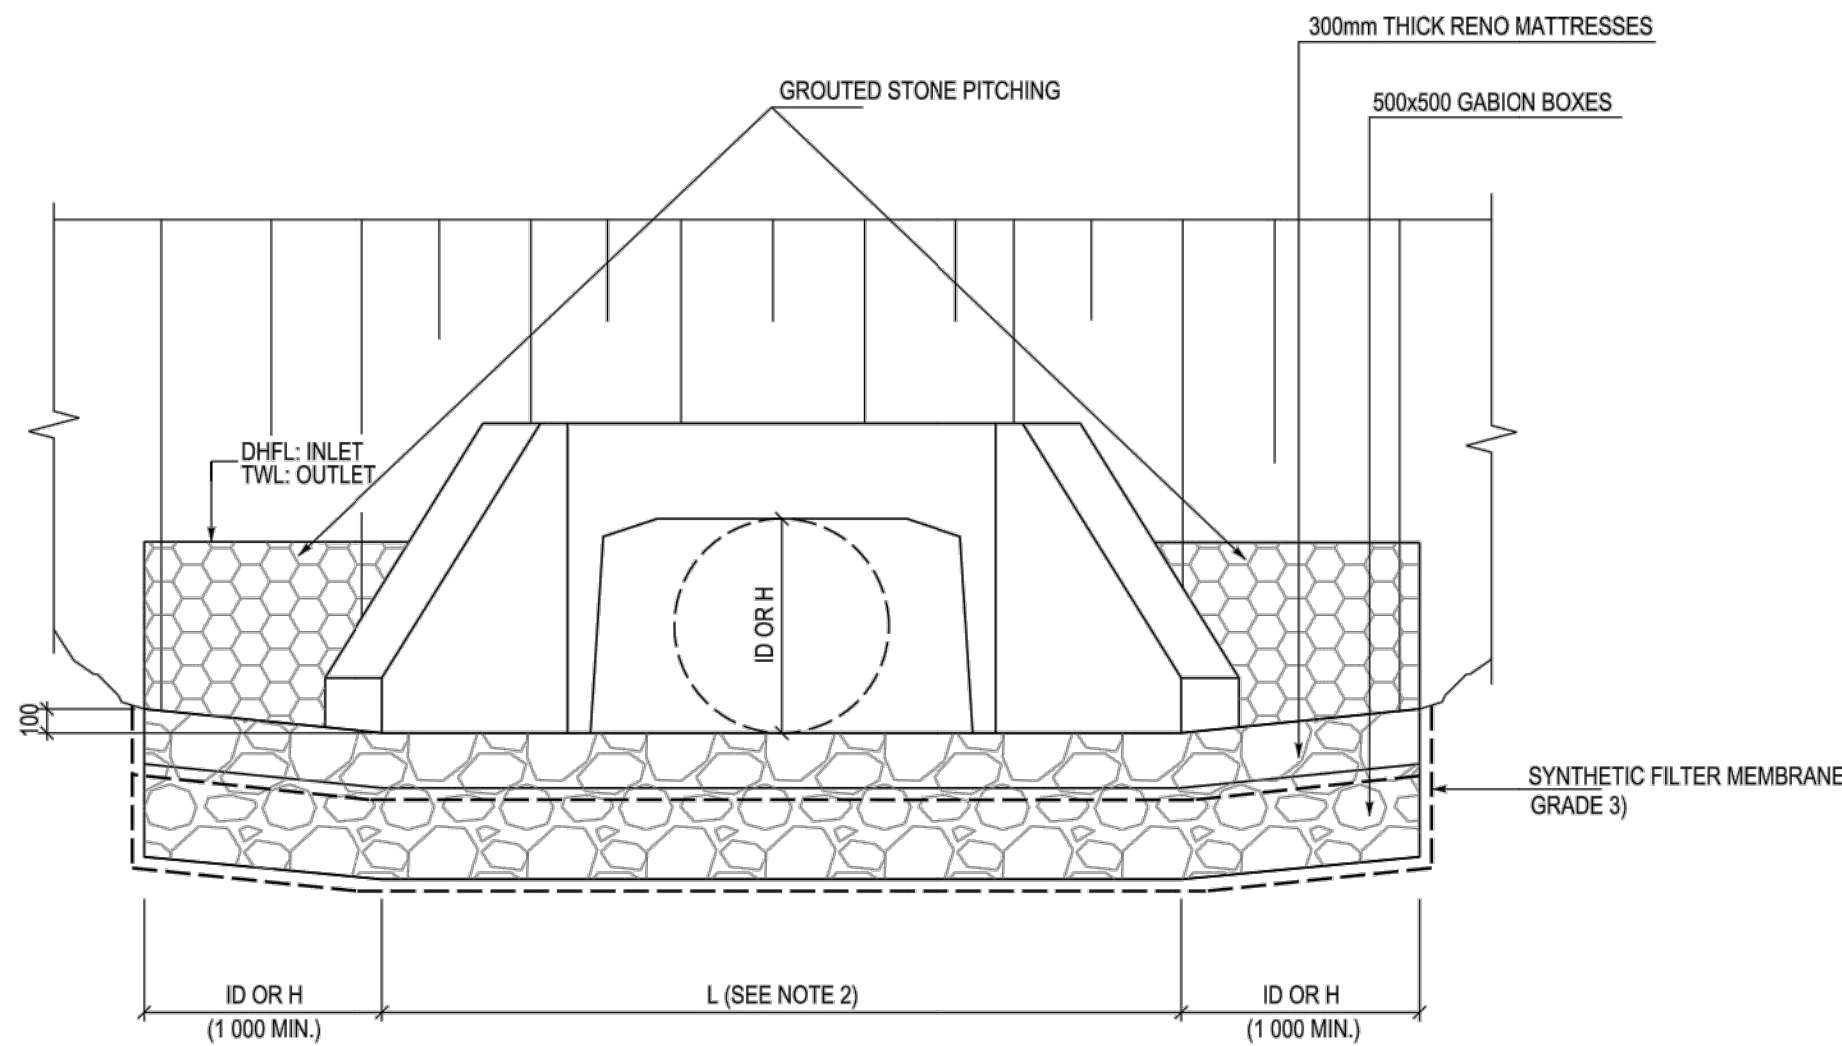 300mm THICK RENO MATTRESSES
GROUTED STONE PITCHING
500x500 GABION BOXES
DHFL: INLET
TWL: OUTLET
ID OR H
100
SYNTHETIC FILTER MEMBRANE
GRADE 3)
ID OR H
(1 000 MIN.)
L (SEE NOTE 2)
ID OR H
(1 000 MIN.)